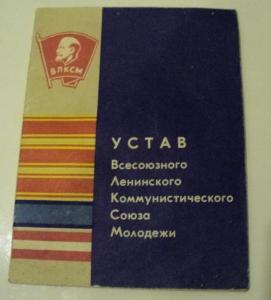 ВЛКСМ
УСТАВ
Всесоюзного
Ленинского
Коммунистического
Союза
Молодежи